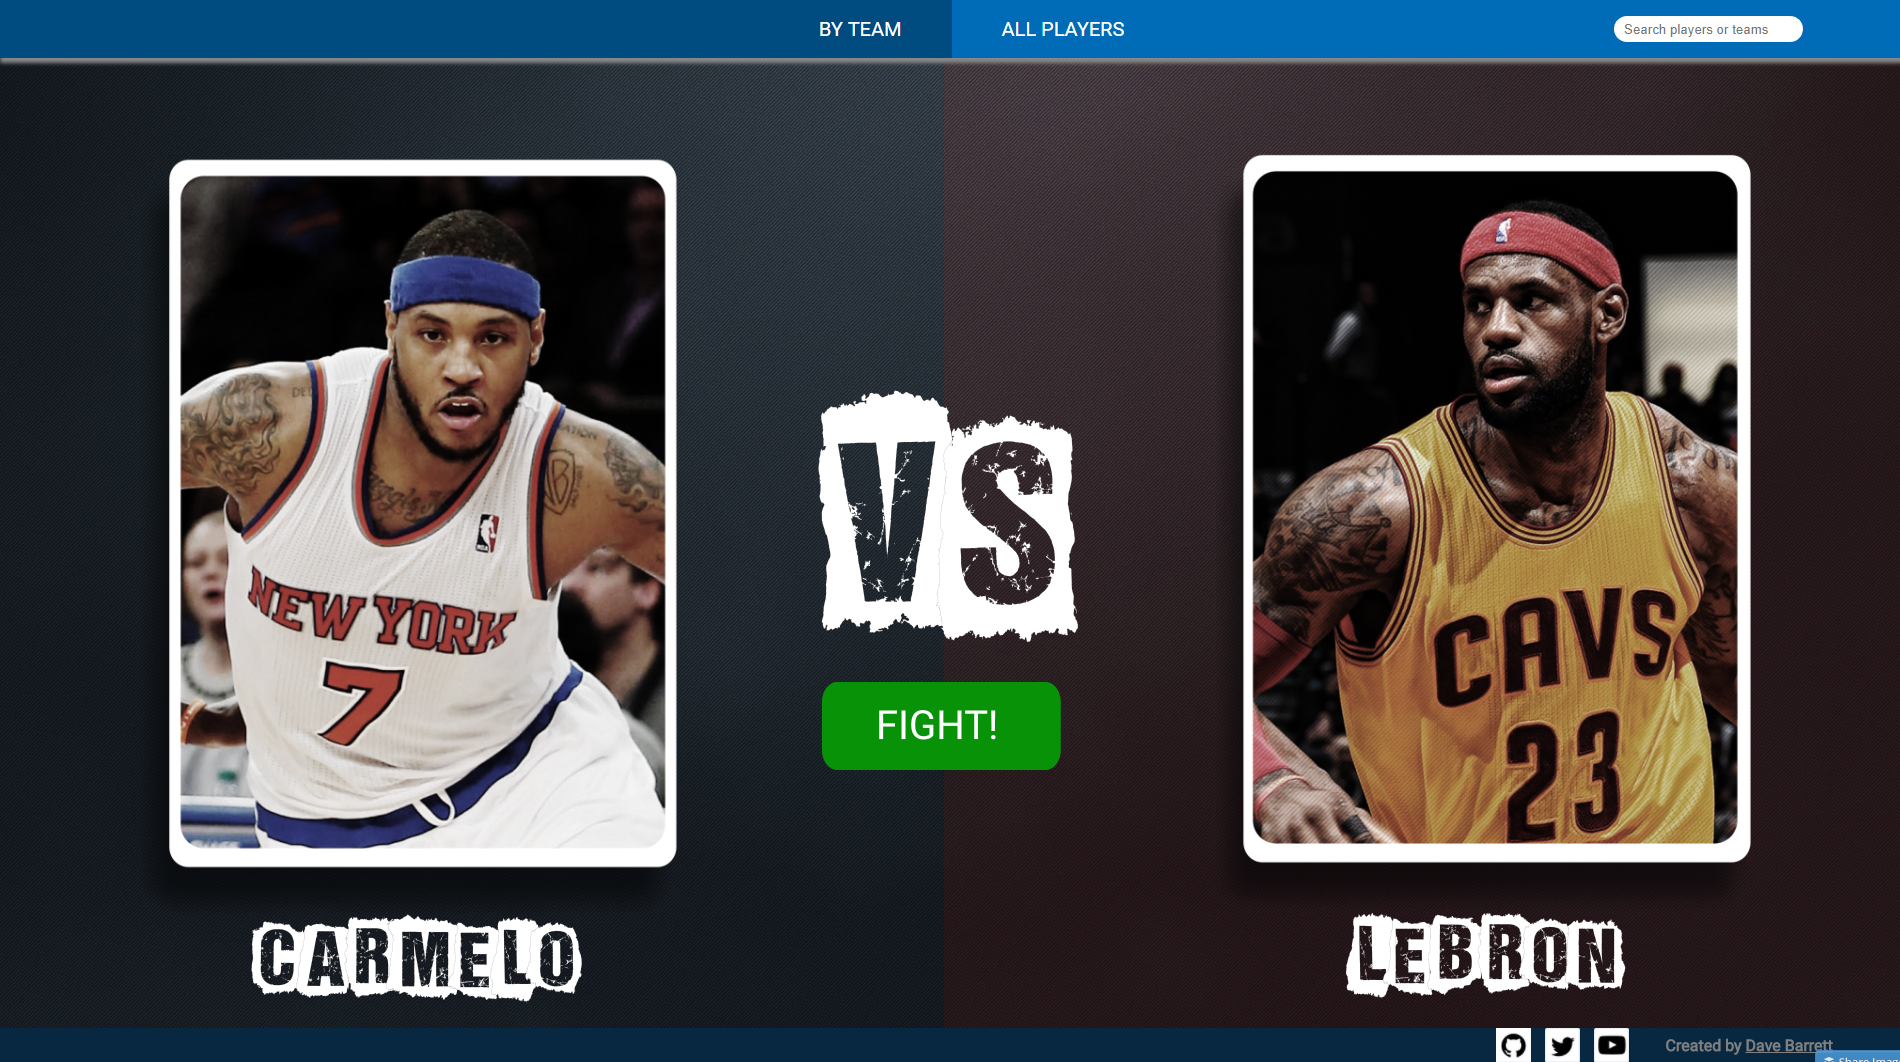 BY TEAM
ALL PLAYERS
Search players or teams
NEW YORK
7
VS
FIGHT!
CAVS
23
CARMELO
LEBRON
Created by Dave Barrett